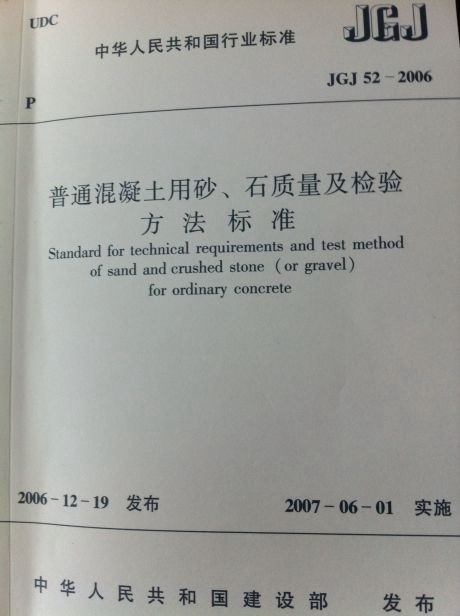 UDC
中华人民共和国行业标准
JGJ
JGJ 52-2006
P
普通混凝土用砂、石质量及检验
方法标准
Standard for technical requirements and test method
of sand and crushed stone (or gravel)
for ordinary concrete
2006-12-19 发布
2007-06-01 实施
中华人民共和国建设部 发布